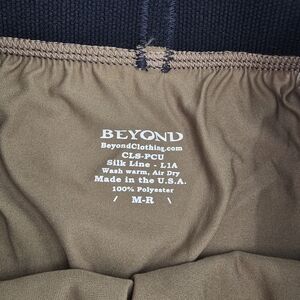 BEYOND
BeyondClothing.com
CLS-PCU
Silk Line - L1A
Wash warm, Air Dry
Made in the U.S.A.
100% Polyester
/ M-R \